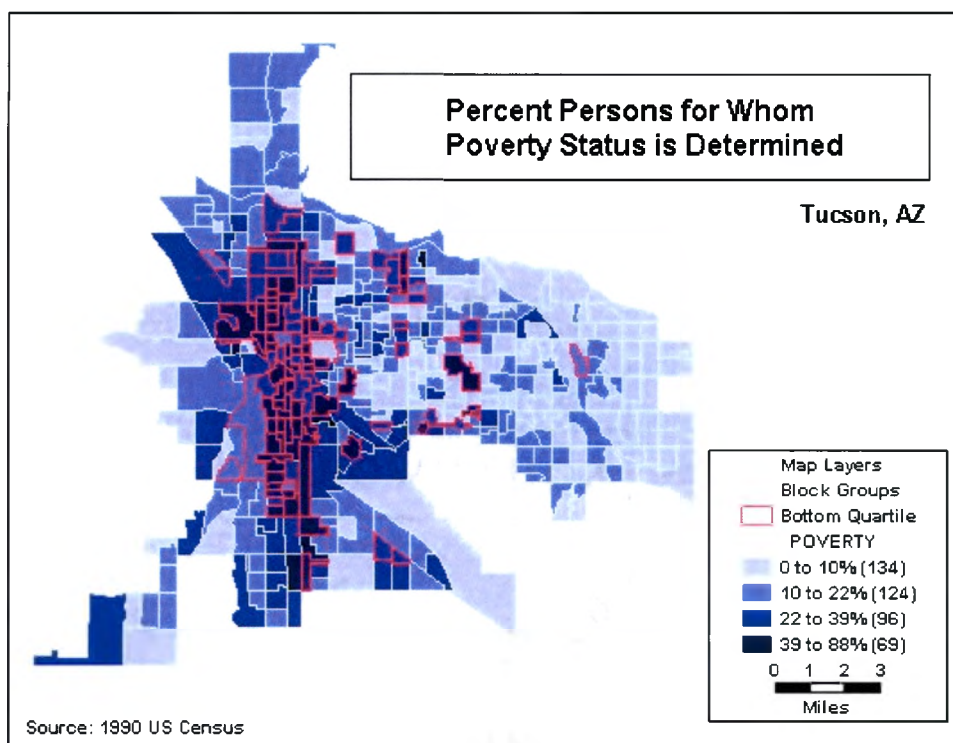 Percent Persons for Whom
Poverty Status is Determined
Tucson, AZ
Map Layers
Block Groups
Bottom Quartile
POVERTY
0 to 10% (134)
10 to 22% (124)
22 to 39% (96)
39 to 88% (69)
0 1 2 3
Miles
Source: 1990 US Census